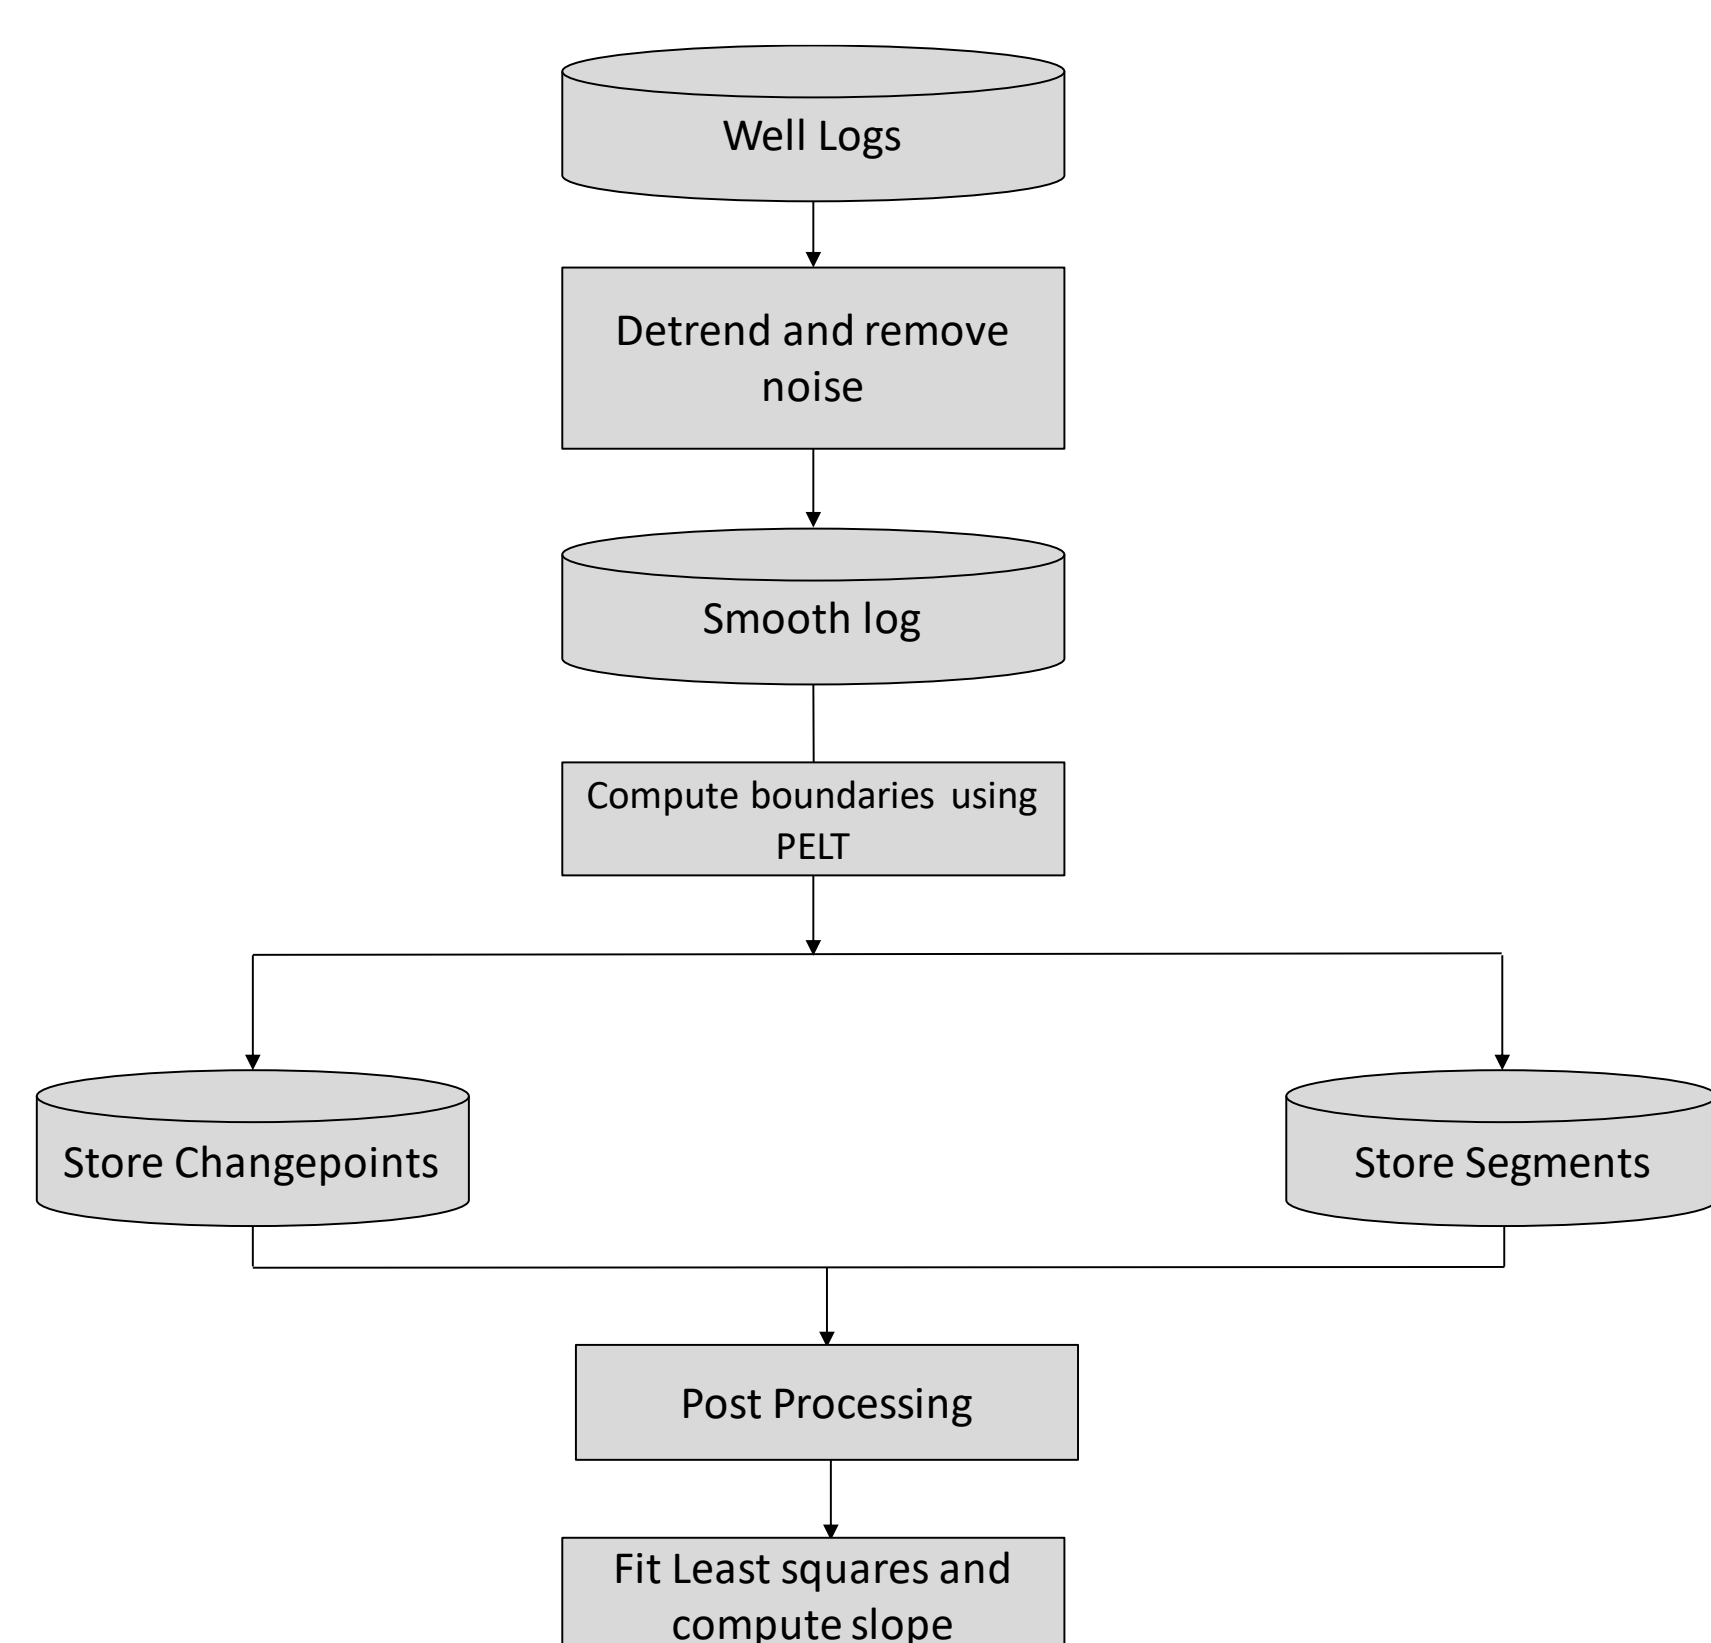 Well Logs
Detrend and remove
noise
Smooth log
Compute boundaries using
PELT
Store Changepoints
Store Segments
Post Processing
Fit Least squares and
compute slope